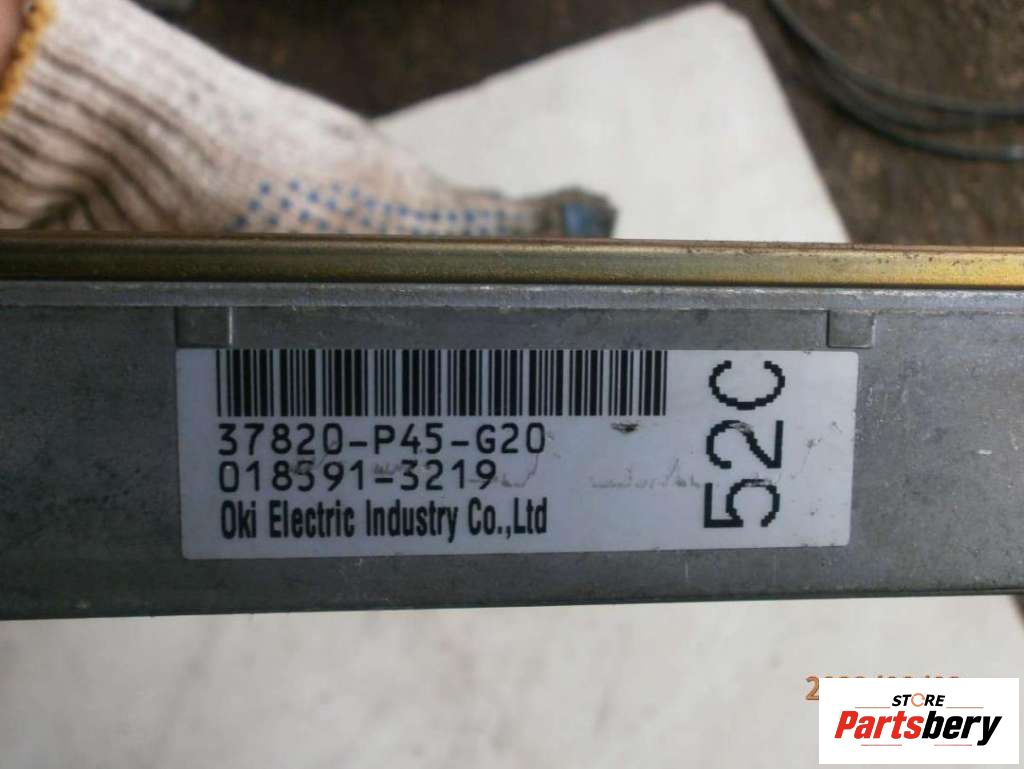 37820-P45-G20
018591-3219
Oki Electric Industry Co.,Ltd
52C
STORE
Partsbery